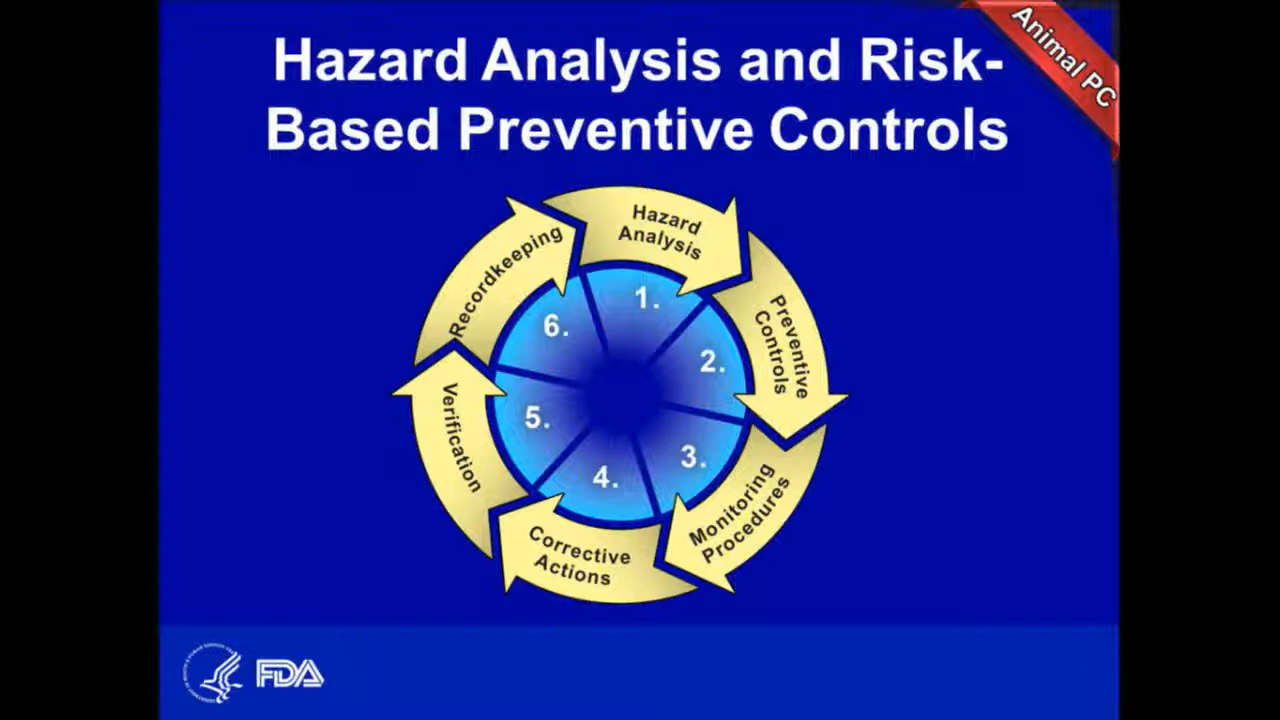 Animal PC
Hazard Analysis and Risk-
Based Preventive Controls
Hazard
Analysis
1.
Preventive
Controls
2.
Monitoring
Procedures
3.
Corrective
Actions
4.
Verification
5.
Recordkeeping
6.
FDA